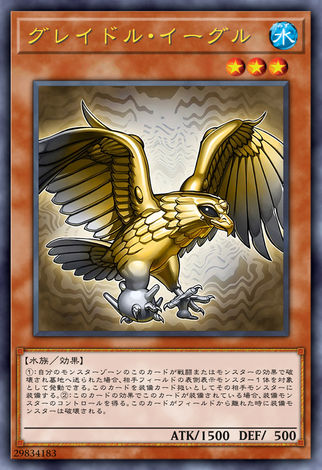 グレイドル・イーグル
水
【水族／効果】
①:自分のモンスターゾーンのこのカードが戦闘またはモンスターの効果で破
壊され墓地へ送られた場合、相手フィールドの表側表示モンスター１体を対象
として発動できる。このカードを装備カード扱いとしてその相手モンスターに
装備する。②:このカードの効果でこのカードが装備されている場合、装備モン
スターのコントロールを得る。このカードがフィールドから離れた時に装備モ
ンスターは破壊される。
ATK/1500 DEF/ 500
29834183